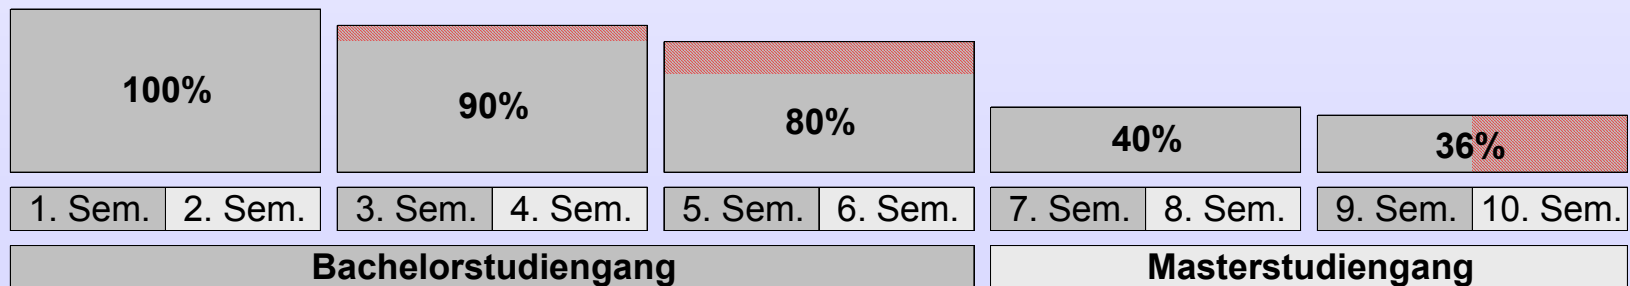 100%
90%
80%
40%
36%
1. Sem. 2. Sem. 3. Sem. 4. Sem. 5. Sem. 6. Sem. 7. Sem. 8. Sem. 9. Sem. 10. Sem.
Bachelorstudiengang Masterstudiengang